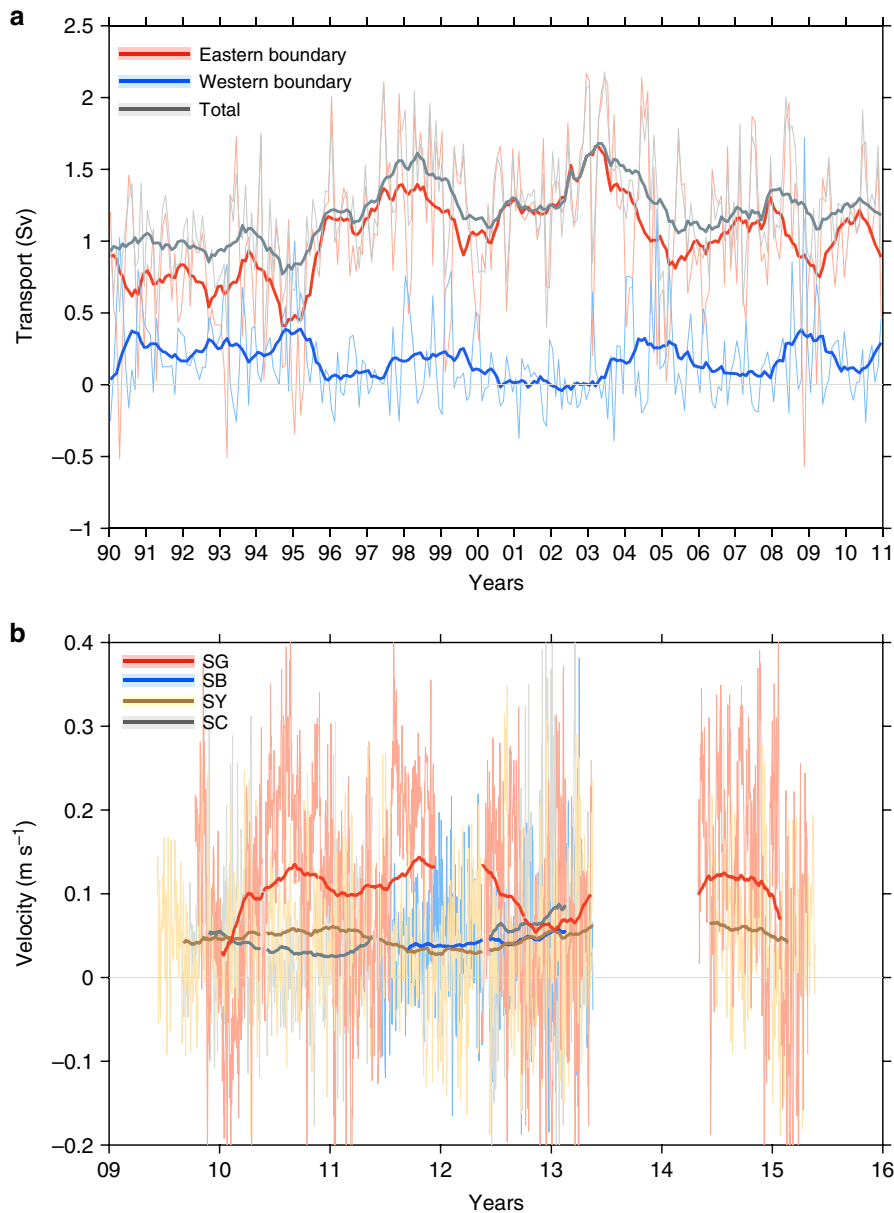 a
2.5
2
1.5
1
0.5
0
−0.5
−1
Transport (Sv)
Eastern boundary
Western boundary
Total
90 91 92 93 94 95 96 97 98 99 00 01 02 03 04 05 06 07 08 09 10 11
Years
b
0.4
0.3
0.2
0.1
0
−0.1
−0.2
Velocity (m s⁻¹)
SG
SB
SY
SC
09 10 11 12 13 14 15 16
Years